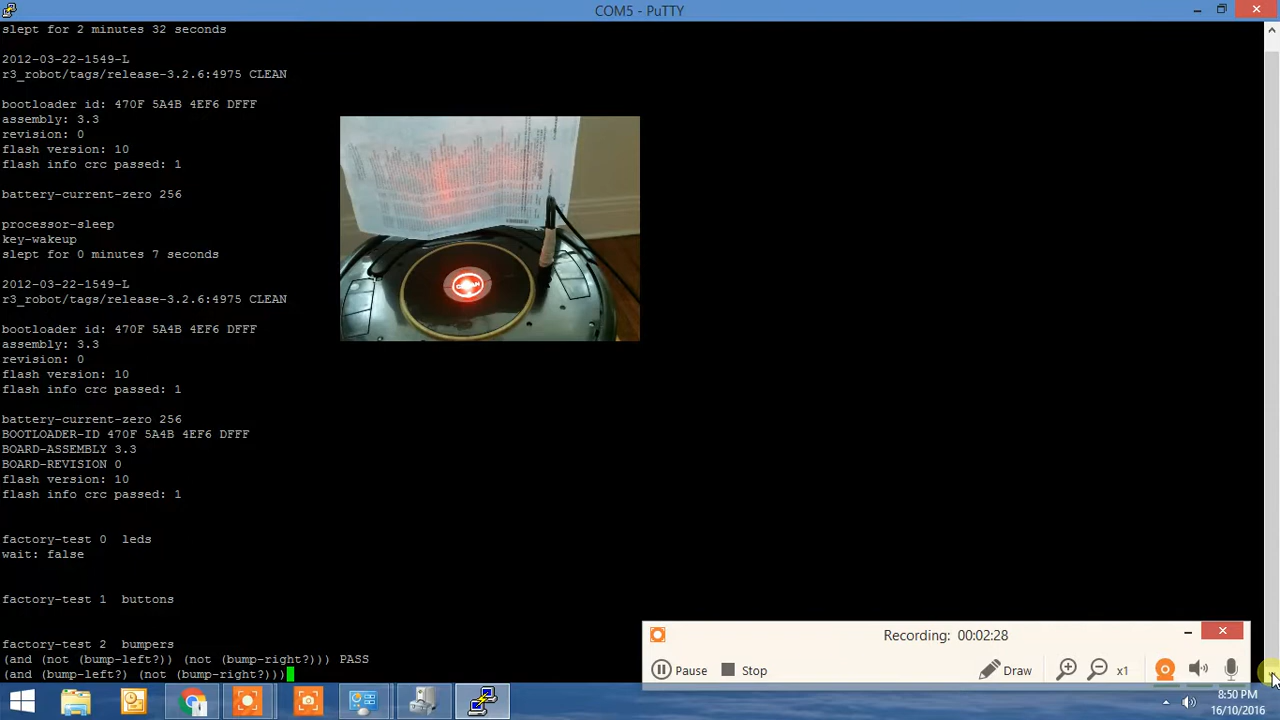 COM5 - PuTTY
slept for 2 minutes 32 seconds
2012-03-22-1549-L
r3_robot/tags/release-3.2.6:4975 CLEAN
bootloader id: 470F 5A4B 4EF6 DFFF
assembly: 3.3
revision: 0
flash version: 10
flash info crc passed: 1
battery-current-zero 256
processor-sleep
key-wakeup
slept for 0 minutes 7 seconds
2012-03-22-1549-L
r3_robot/tags/release-3.2.6:4975 CLEAN
bootloader id: 470F 5A4B 4EF6 DFFF
assembly: 3.3
revision: 0
flash version: 10
flash info crc passed: 1
battery-current-zero 256
BOOTLOADER-ID 470F 5A4B 4EF6 DFFF
BOARD-ASSEMBLY 3.3
BOARD-REVISION 0
flash version: 10
flash info crc passed: 1
factory-test 0  leds
wait: false
factory-test 1  buttons
factory-test 2  bumpers
(and (not (bump-left?)) (not (bump-right?))) PASS
(and (bump-left?) (not (bump-right?)))
CLEAN
Recording: 00:02:28
Pause Stop Draw x1
8:50 PM
16/10/2016